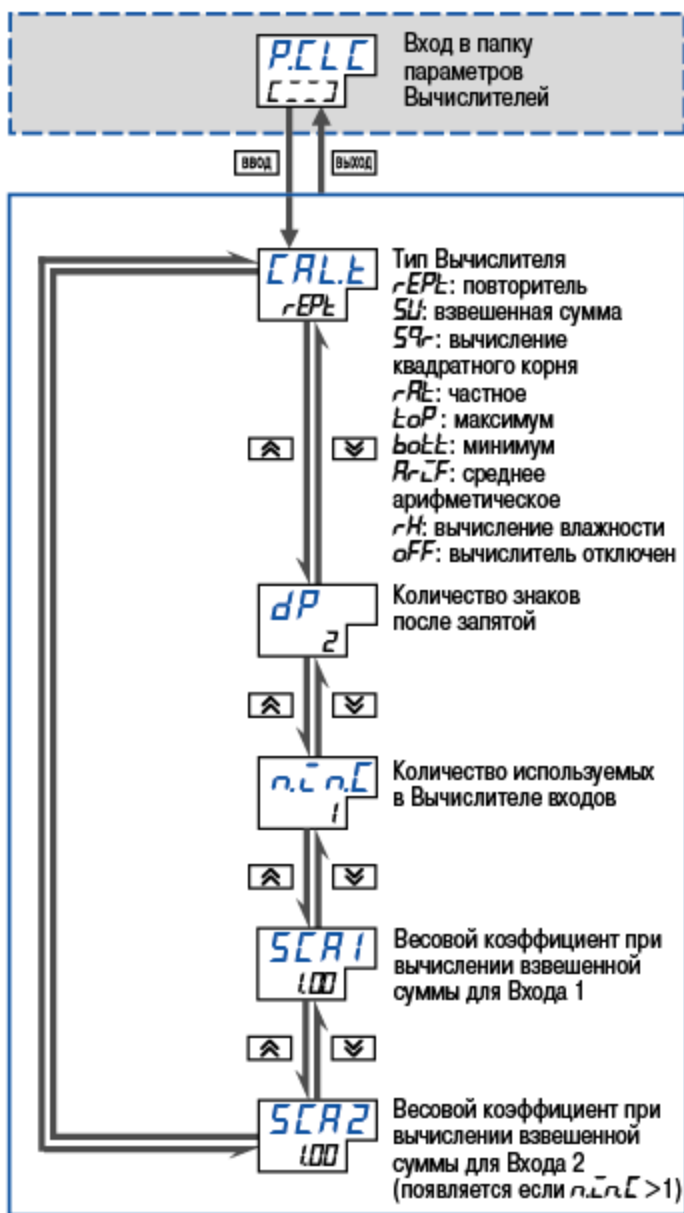 P.CLC
[---]
Вход в папку
параметров
Вычислителей
ВВОД
ВЫХОД
CAL.t
rEPt
Тип Вычислителя
rEPt: повторитель
SU: взвешенная сумма
Sqr: вычисление
квадратного корня
rAt: частное
toP: максимум
bott: минимум
AriF: среднее
арифметическое
rH: вычисление влажности
oFF: вычислитель отключен
dP
2
Количество знаков
после запятой
n.in.C
1
Количество используемых
в Вычислителе входов
SCA1
1.00
Весовой коэффициент при
вычислении взвешенной
суммы для Входа 1
SCA2
1.00
Весовой коэффициент при
вычислении взвешенной
суммы для Входа 2
(появляется если n.in.C >1)